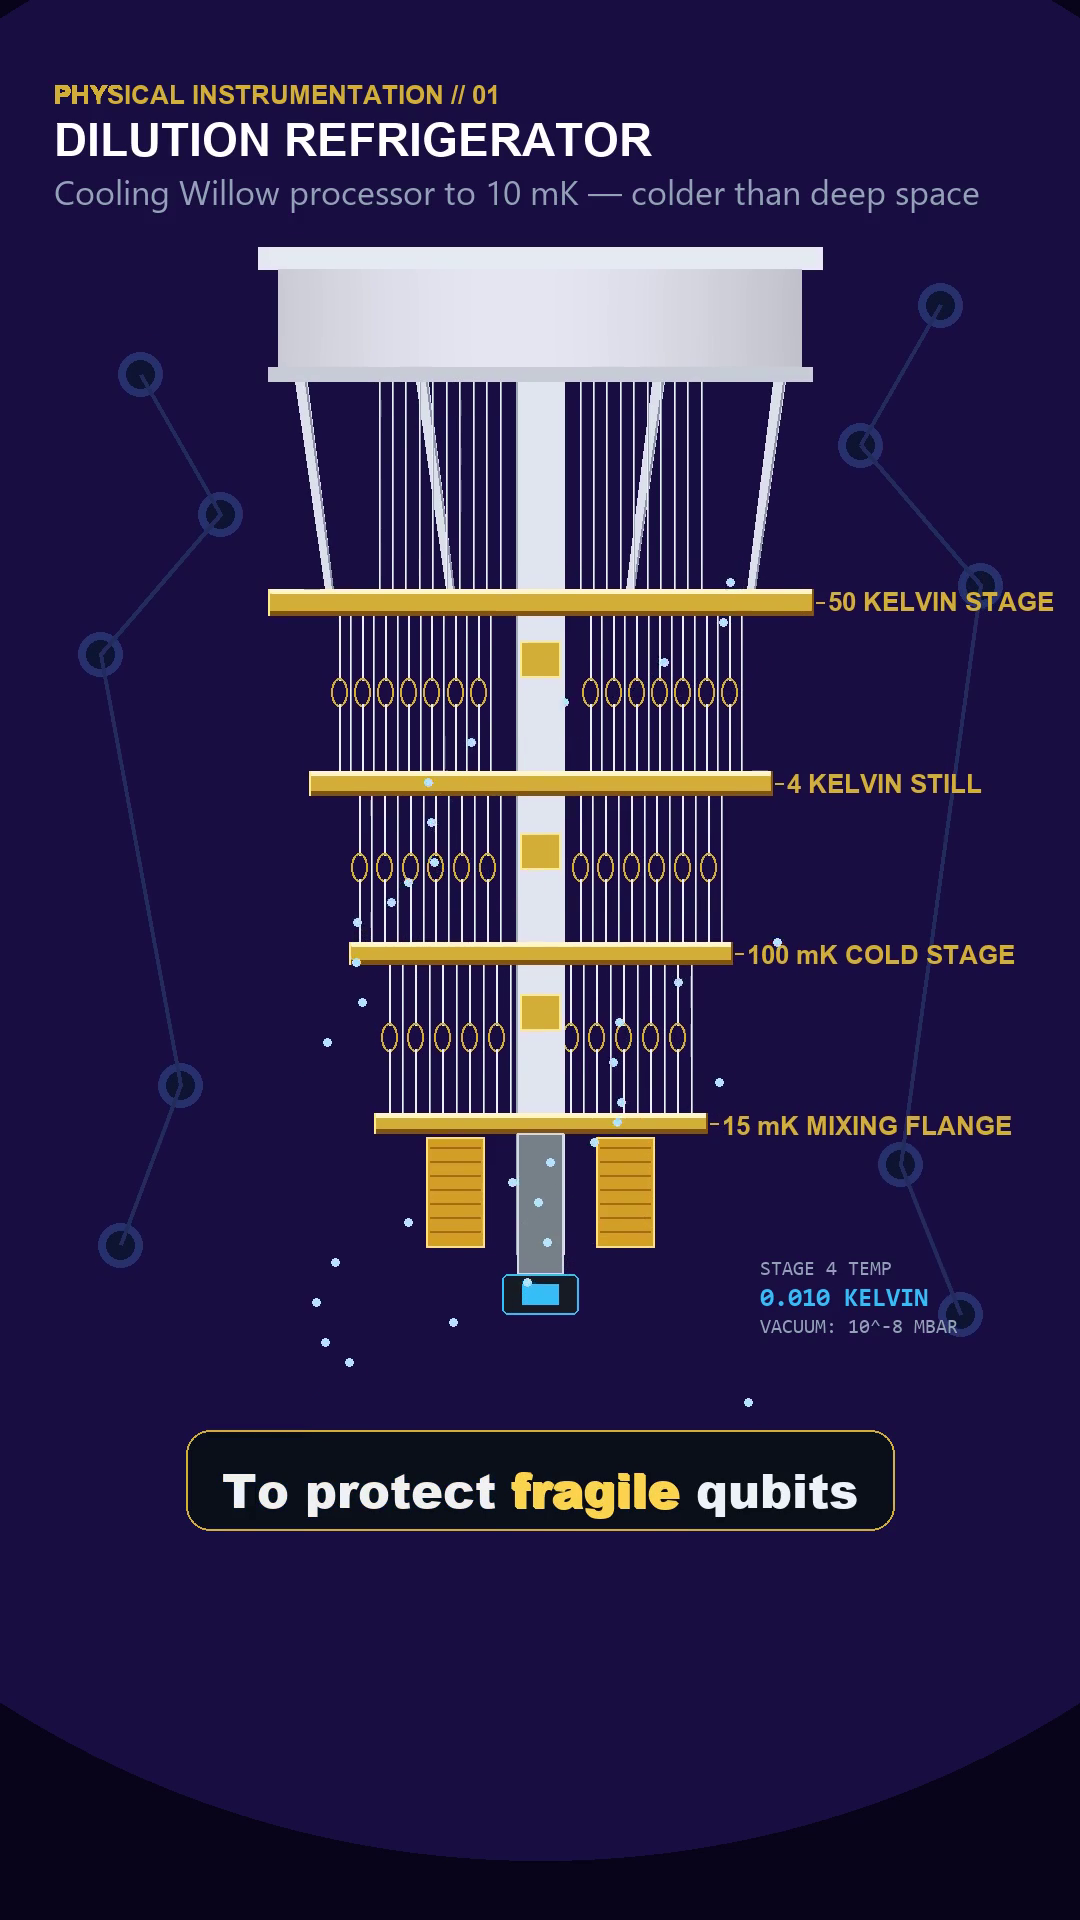 PHYSICAL INSTRUMENTATION // 01
DILUTION REFRIGERATOR
Cooling Willow processor to 10 mK — colder than deep space
50 KELVIN STAGE
4 KELVIN STILL
100 mK COLD STAGE
15 mK MIXING FLANGE
STAGE 4 TEMP
0.010 KELVIN
VACUUM: 10^-8 MBAR
To protect fragile qubits